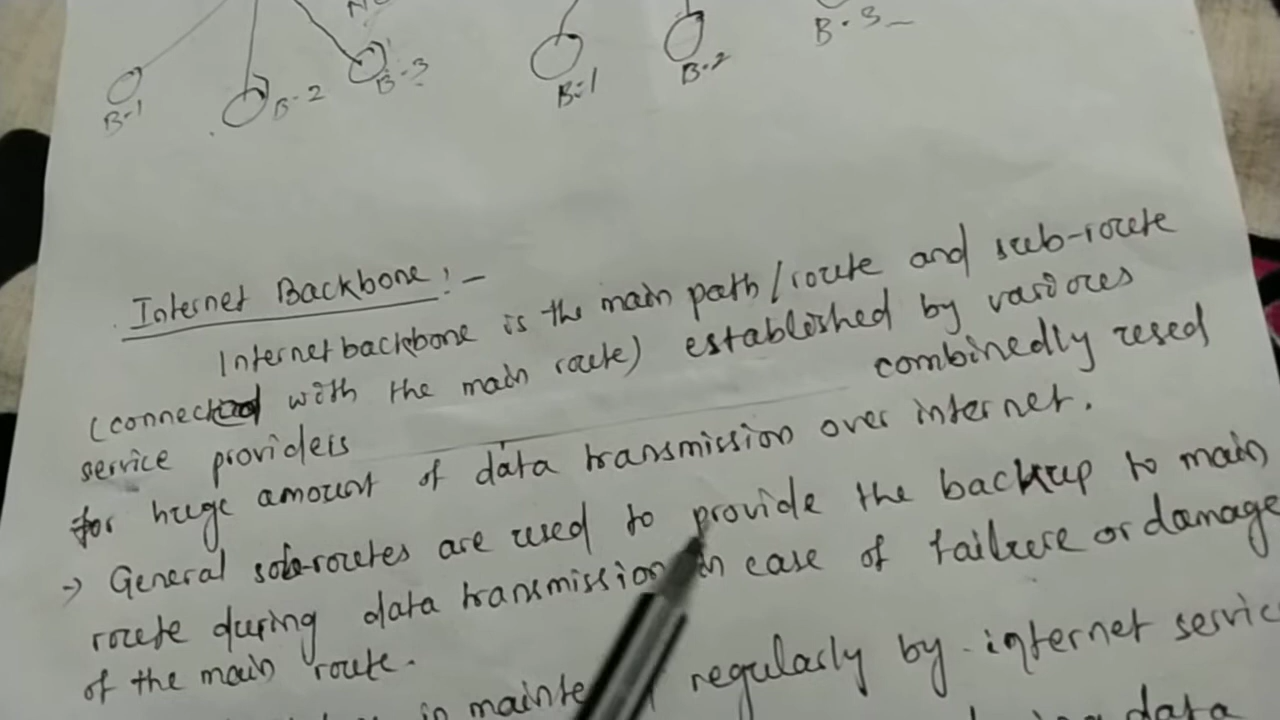 B-1
B-2
B-3
B-1
B-2
B-3
Internet Backbone :-
Internet backbone is the main path/route and sub-route
(connected with the main route) established by various
service providers combinedly used
for huge amount of data transmission over internet.
→ General sub-routes are used to provide the backup to main
route during data transmission in case of failure or damage
of the main route.
regularly by internet servic
data